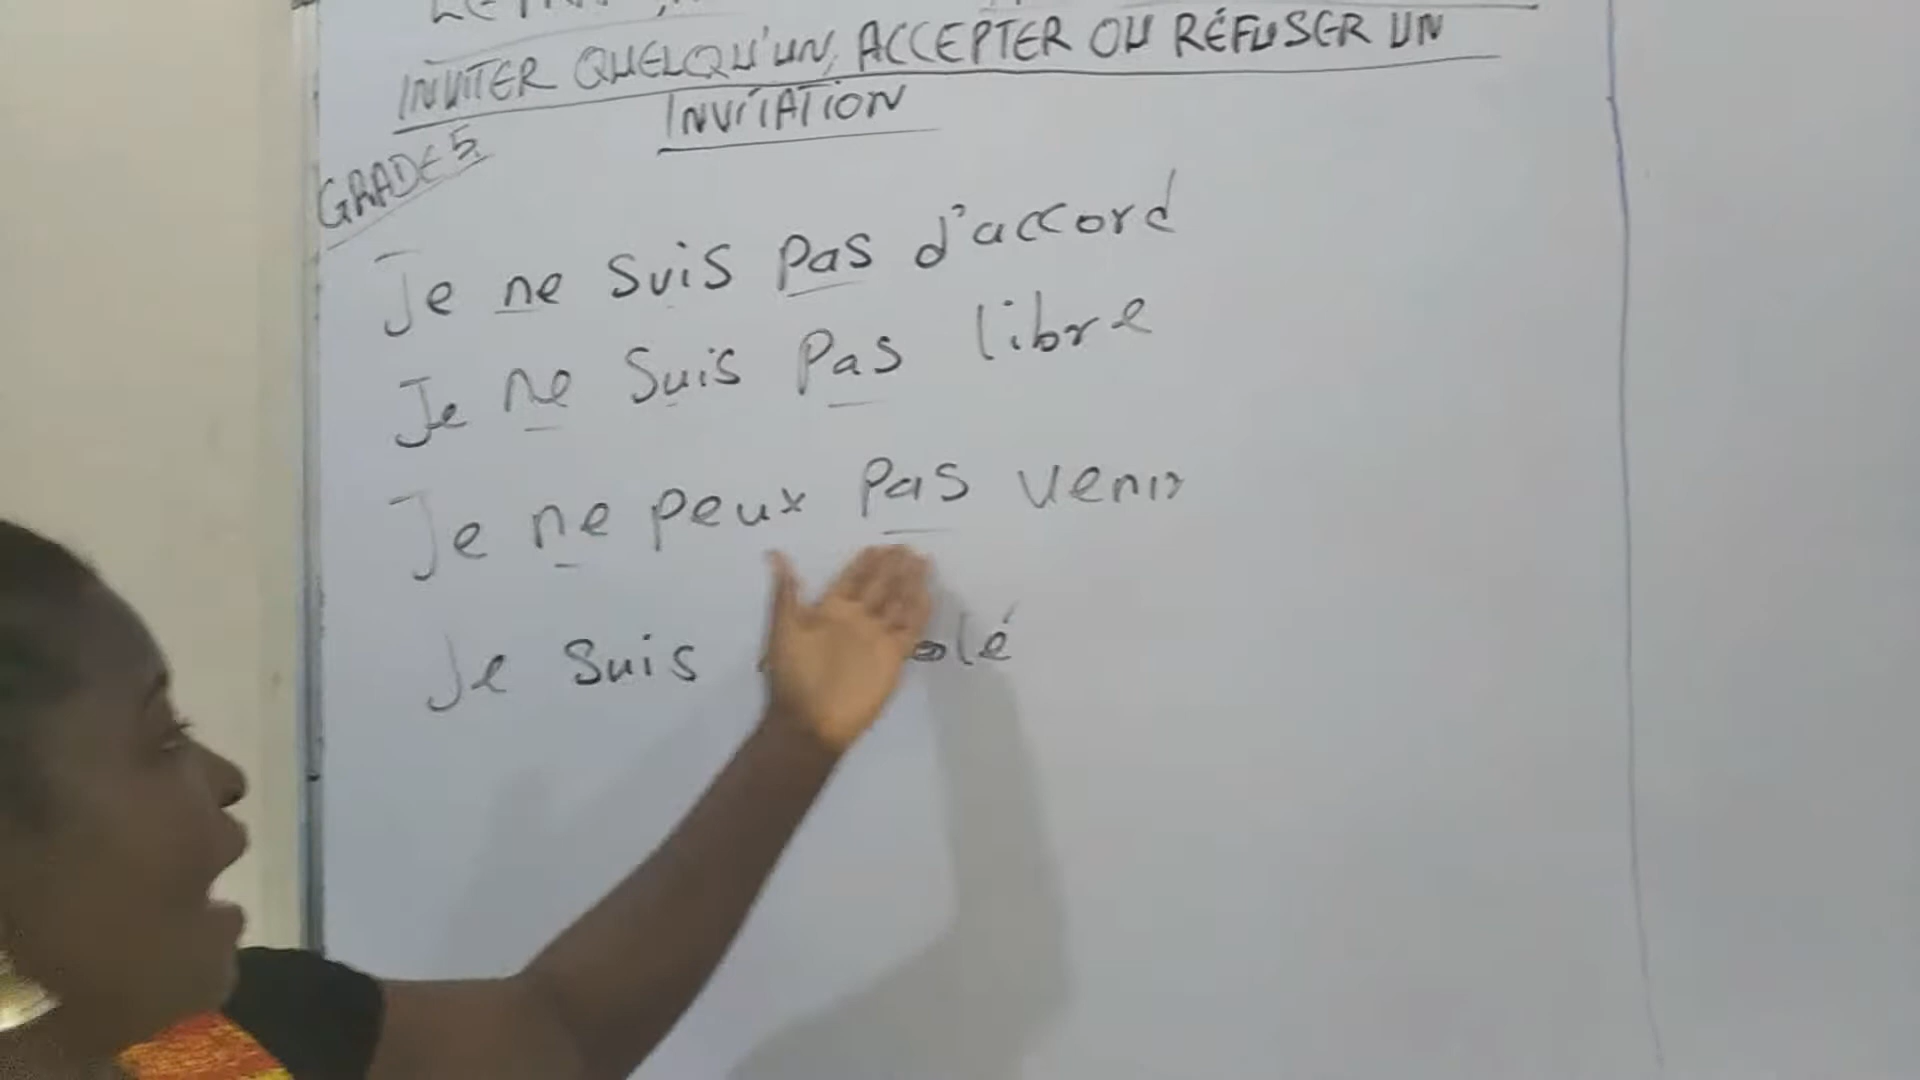 INVITER QUELQU'UN, ACCEPTER OU RÉFUSER UN
INVITATION
GRADE 5
Je ne suis pas d'accord
Je ne suis pas libre
Je ne peux pas venir
Je suis